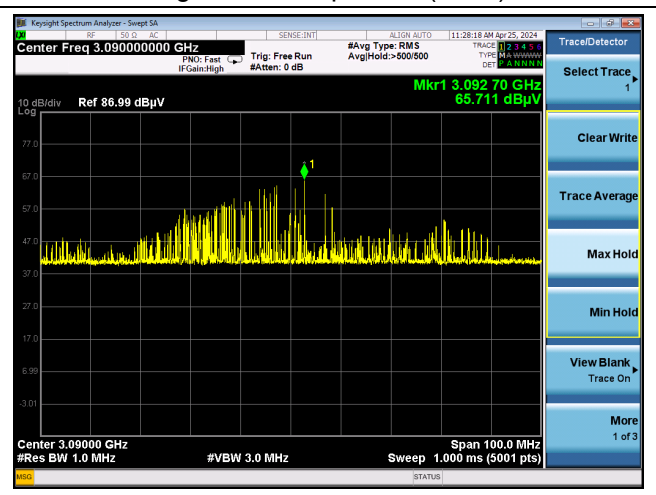 Keysight Spectrum Analyzer - Swept SA
LXI RF 50 Ω AC SENSE:INT ALIGN AUTO 11:28:18 AM Apr 25, 2024
Center Freq 3.090000000 GHz
PNO: Fast
IFGain:High
Trig: Free Run
#Atten: 0 dB
#Avg Type: RMS
Avg|Hold:>500/500
TRACE 1 2 3 4 5 6
TYPE M A W W W W
DET P A N N N N
Mkr1 3.092 70 GHz
65.711 dBµV
10 dB/div Ref 86.99 dBµV
Log
77.0
67.0
57.0
47.0
37.0
27.0
17.0
6.99
-3.01
1
Center 3.09000 GHz Span 100.0 MHz
#Res BW 1.0 MHz #VBW 3.0 MHz Sweep 1.000 ms (5001 pts)
MSG STATUS
Trace/Detector
Select Trace
1
Clear Write
Trace Average
Max Hold
Min Hold
View Blank
Trace On
More
1 of 3